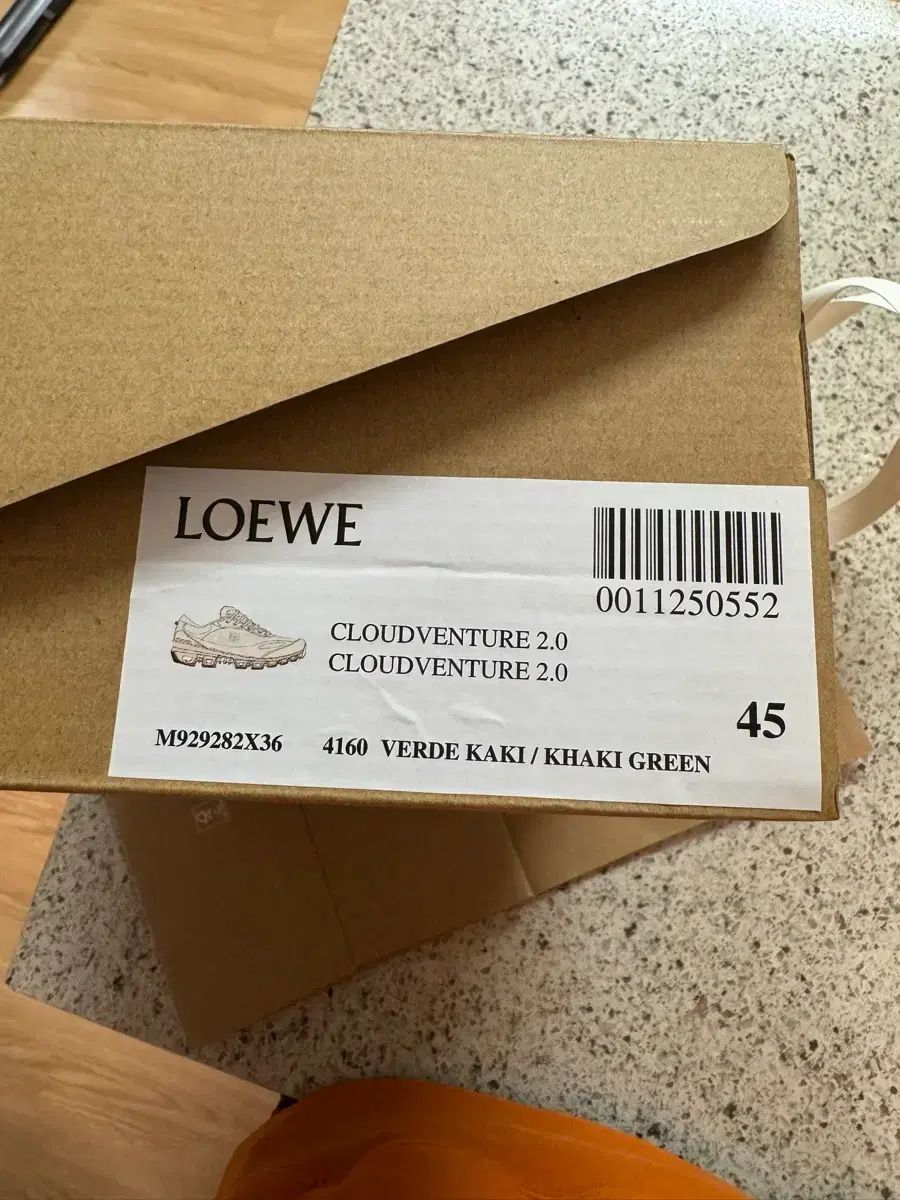 LOEWE
0011250552
CLOUDVENTURE 2.0
CLOUDVENTURE 2.0
45
M929282X36 4160 VERDE KAKI / KHAKI GREEN